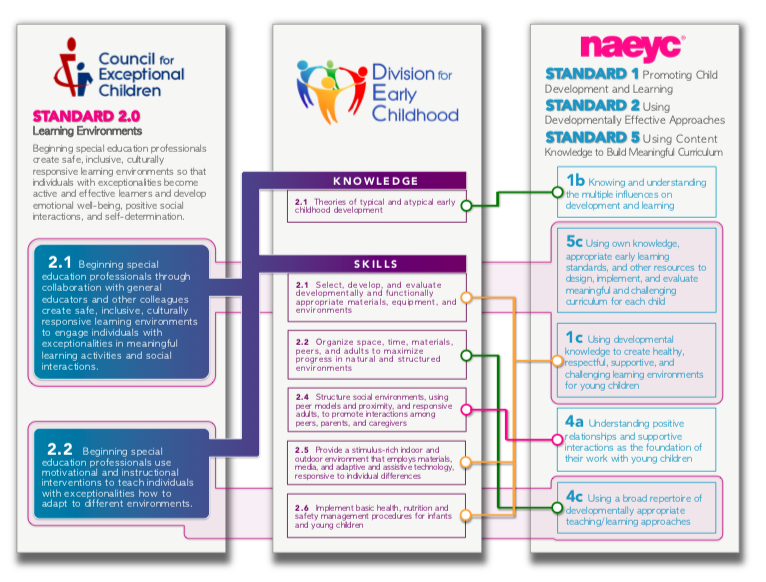 Council for
Exceptional
Children
STANDARD 2.0
Learning Environments
Beginning special education professionals
create safe, inclusive, culturally
responsive learning environments so that
individuals with exceptionalities become
active and effective learners and develop
emotional well-being, positive social
interactions, and self-determination.
2.1 Beginning special
education professionals through
collaboration with general
educators and other colleagues
create safe, inclusive, culturally
responsive learning environments
to engage individuals with
exceptionalities in meaningful
learning activities and social
interactions.
2.2 Beginning special
education professionals use
motivational and instructional
interventions to teach individuals
with exceptionalities how to
adapt to different environments.
Division for
Early
Childhood
KNOWLEDGE
2.1 Theories of typical and atypical early
childhood development
SKILLS
2.1 Select, develop, and evaluate
developmentally and functionally
appropriate materials, equipment, and
environments
2.2 Organize space, time, materials,
peers, and adults to maximize
progress in natural and structured
environments
2.4 Structure social environments, using
peer models and proximity, and responsive
adults, to promote interactions among
peers, parents, and caregivers
2.5 Provide a stimulus-rich indoor and
outdoor environment that employs materials,
media, and adaptive and assistive technology,
responsive to individual differences
2.6 Implement basic health, nutrition and
safety management procedures for infants
and young children
naeyc®
STANDARD 1 Promoting Child
Development and Learning
STANDARD 2 Using
Developmentally Effective Approaches
STANDARD 5 Using Content
Knowledge to Build Meaningful Curriculum
1b Knowing and understanding
the multiple influences on
development and learning
5c Using own knowledge,
appropriate early learning
standards, and other resources to
design, implement, and evaluate
meaningful and challenging
curriculum for each child
1c Using developmental
knowledge to create healthy,
respectful, supportive, and
challenging learning environments
for young children
4a Understanding positive
relationships and supportive
interactions as the foundation of
their work with young children
4c Using a broad repertoire of
developmentally appropriate
teaching/learning approaches